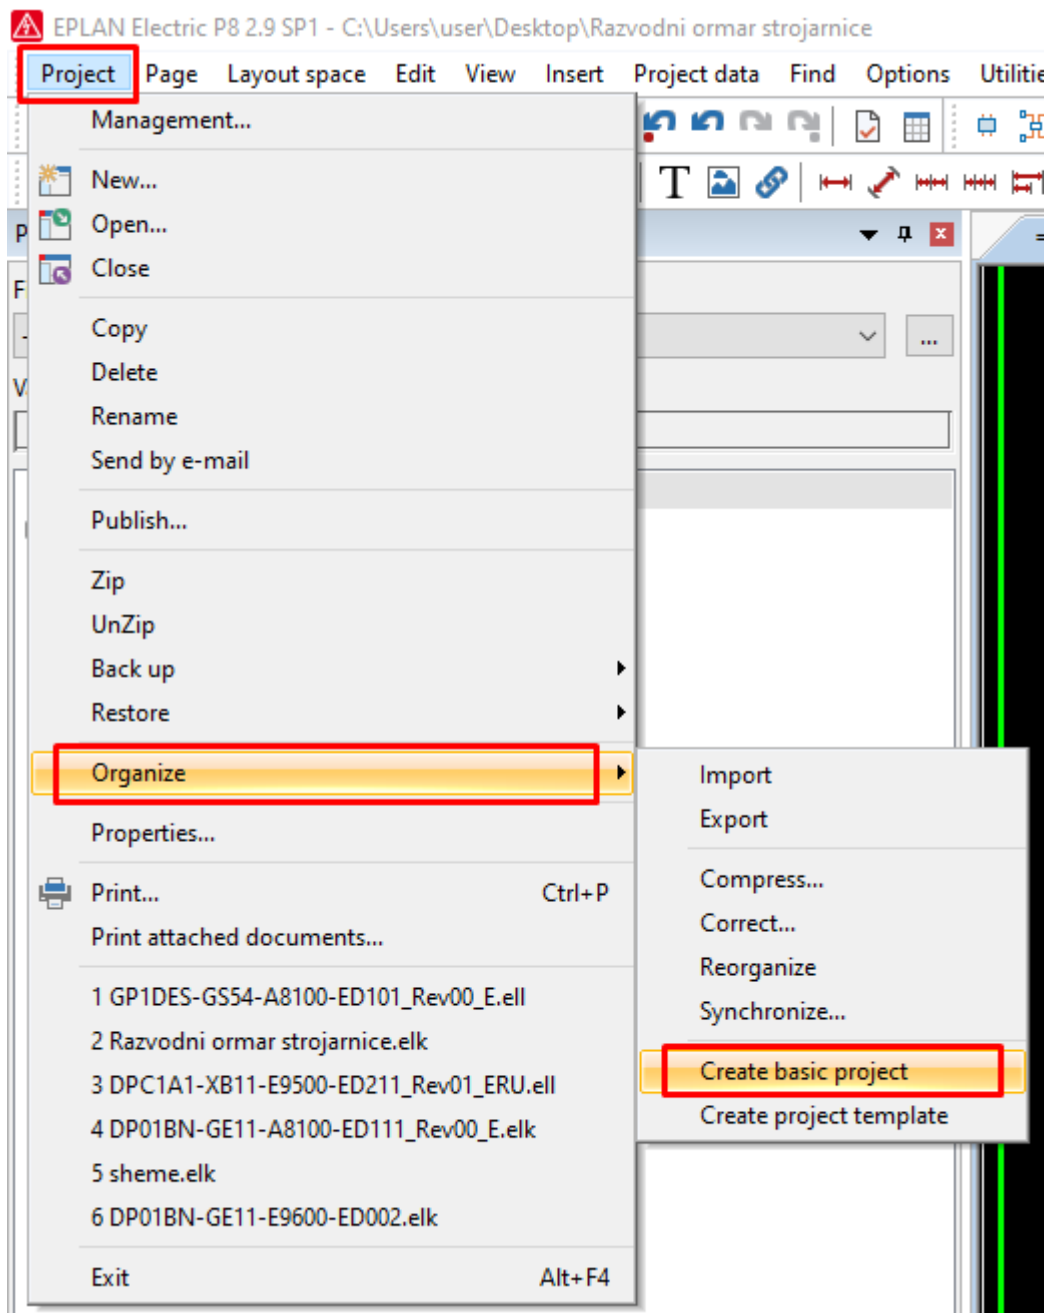 EPLAN Electric P8 2.9 SP1 - C:\Users\user\Desktop\Razvodni ormar strojarnice
Project Page Layout space Edit View Insert Project data Find Options Utilitie
Management...
New...
Open...
Close
Copy
Delete
Rename
Send by e-mail
Publish...
Zip
UnZip
Back up
Restore
Organize
Import
Export
Properties...
Compress...
Print... Ctrl+P
Correct...
Print attached documents...
Reorganize
1 GP1DES-GS54-A8100-ED101_Rev00_E.ell
Synchronize...
2 Razvodni ormar strojarnice.elk
Create basic project
3 DPC1A1-XB11-E9500-ED211_Rev01_ERU.ell
Create project template
4 DP01BN-GE11-A8100-ED111_Rev00_E.elk
5 sheme.elk
6 DP01BN-GE11-E9600-ED002.elk
Exit Alt+F4